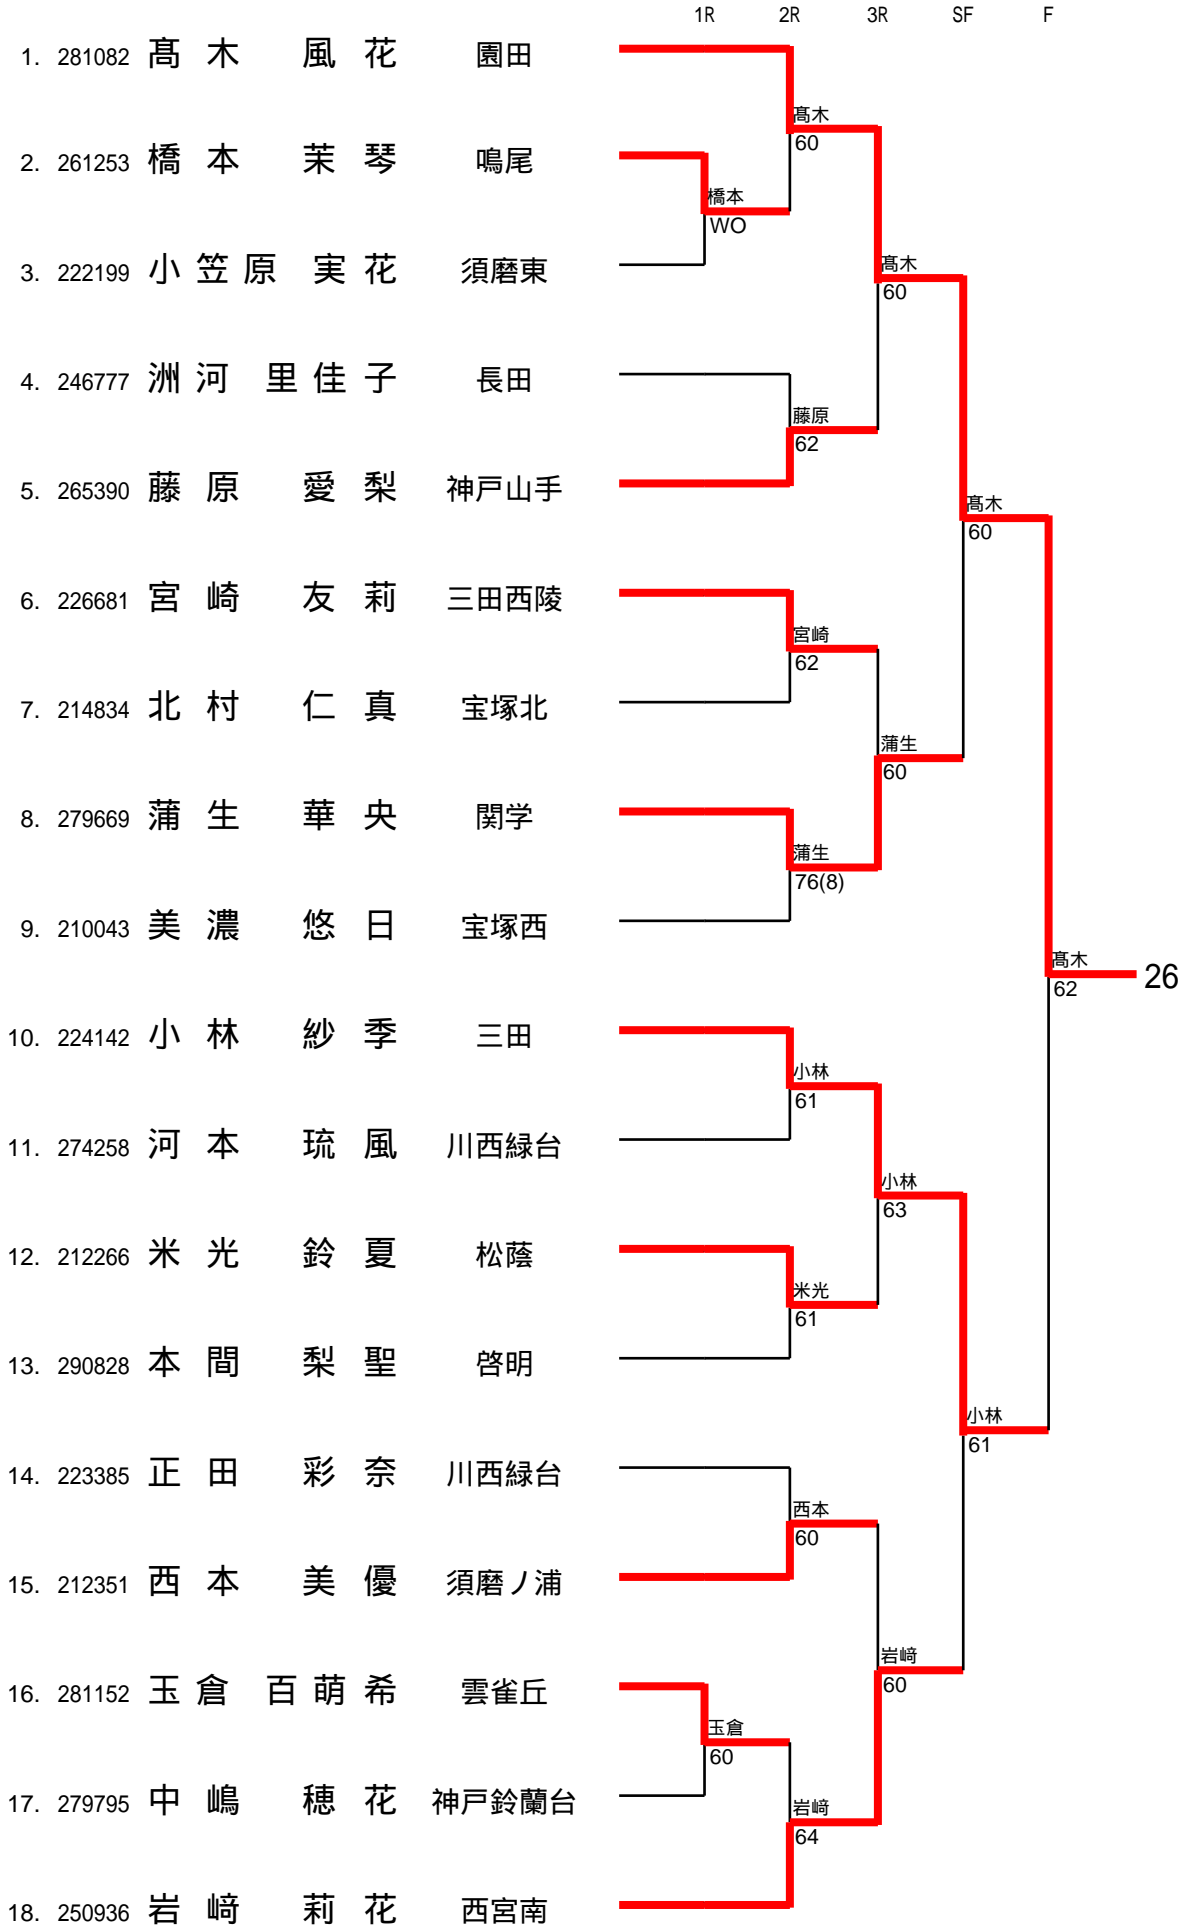 1R 2R 3R SF F
1. 281082 髙木 風花 園田
髙木
60
2. 261253 橋本 茉琴 鳴尾
橋本
WO
3. 222199 小笠原 実花 須磨東
髙木
60
4. 246777 洲河 里佳子 長田
藤原
62
5. 265390 藤原 愛梨 神戸山手
髙木
60
6. 226681 宮崎 友莉 三田西陵
宮崎
62
7. 214834 北村 仁真 宝塚北
蒲生
60
8. 279669 蒲生 華央 関学
蒲生
76(8)
9. 210043 美濃 悠日 宝塚西
髙木
62
26
10. 224142 小林 紗季 三田
小林
61
11. 274258 河本 琉風 川西緑台
小林
63
12. 212266 米光 鈴夏 松蔭
米光
61
13. 290828 本間 梨聖 啓明
小林
61
14. 223385 正田 彩奈 川西緑台
西本
60
15. 212351 西本 美優 須磨ノ浦
岩﨑
60
16. 281152 玉倉 百萌希 雲雀丘
玉倉
60
17. 279795 中嶋 穂花 神戸鈴蘭台
岩﨑
64
18. 250936 岩﨑 莉花 西宮南